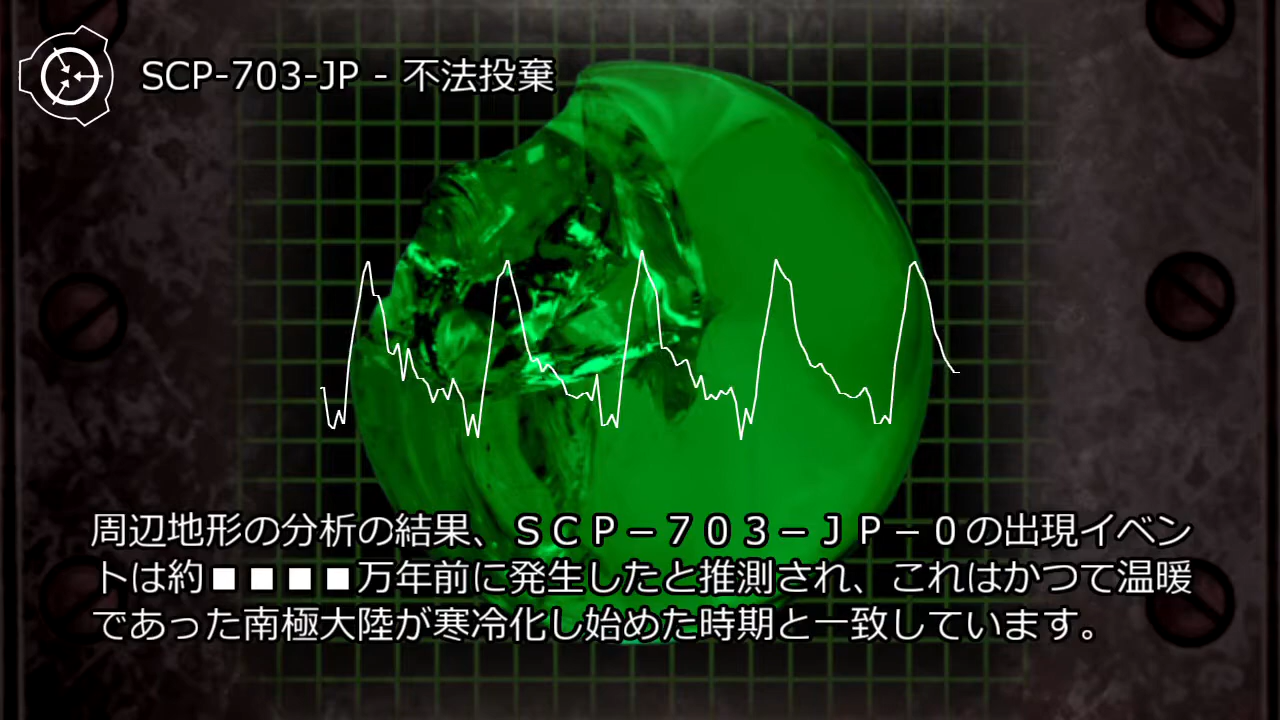 SCP-703-JP - 不法投棄
周辺地形の分析の結果、ＳＣＰ－７０３－ＪＰ－０の出現イベン
トは約■■■■万年前に発生したと推測され、これはかつて温暖
であった南極大陸が寒冷化し始めた時期と一致しています。